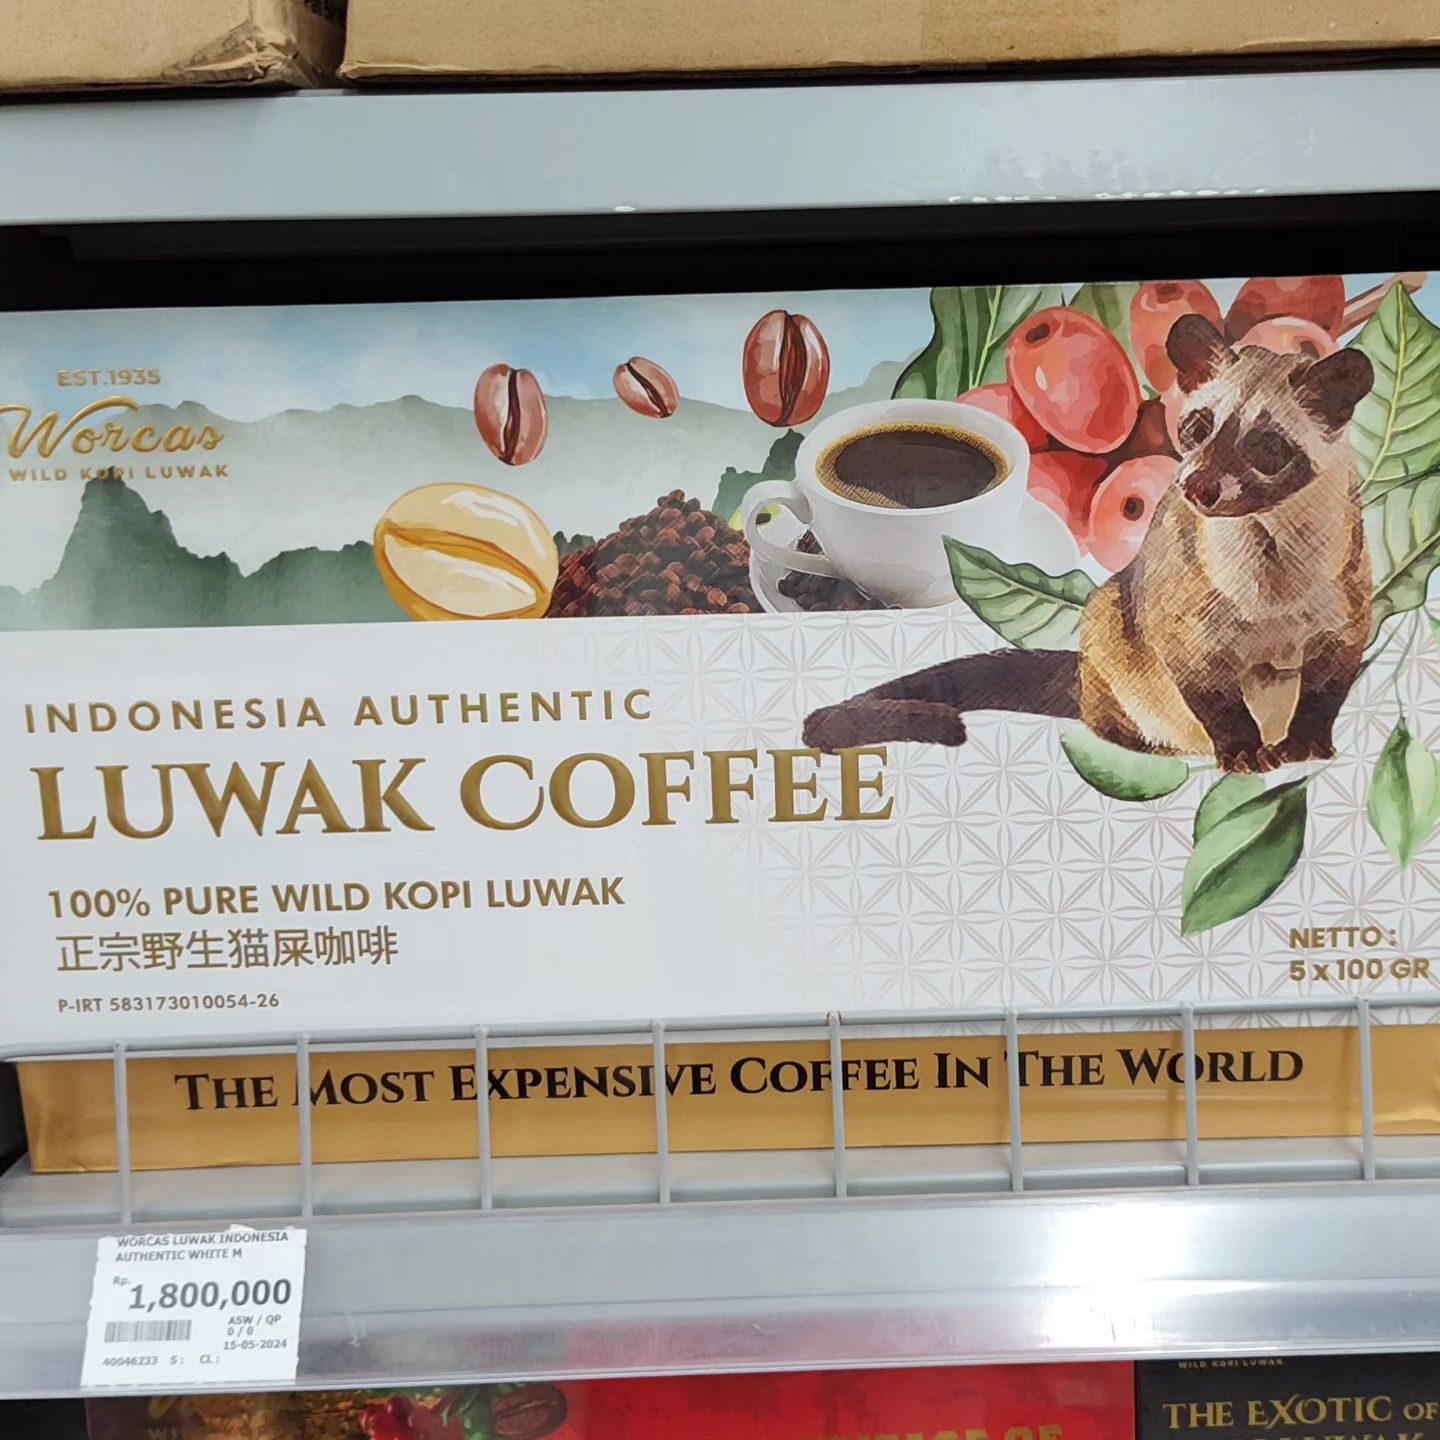 EST.1935
Worcas
WILD KOPI LUWAK
INDONESIA AUTHENTIC
LUWAK COFFEE
100% PURE WILD KOPI LUWAK
正宗野生猫屎咖啡
P-IRT 583173010054-26
NETTO :
5 x 100 GR
THE MOST EXPENSIVE COFFEE IN THE WORLD
WORCAS LUWAK INDONESIA
AUTHENTIC WHITE M
Rp.
1,800,000
ASW / QP
0 / 0
15-05-2024
40046233 S: CL:
WILD KOPI LUWAK
THE EXOTIC OF